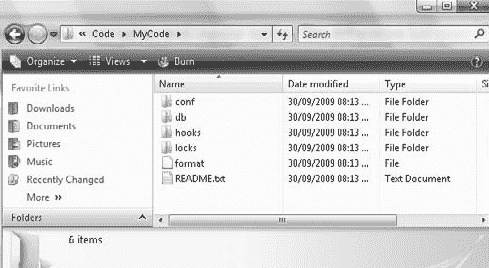 « Code MyCode Search
Organize Views Burn
Favorite Links
Downloads
Documents
Pictures
Music
Recently Changed
More »
Folders
Name Date modified Type
conf 30/09/2009 08:13 ... File Folder
db 30/09/2009 08:13 ... File Folder
hooks 30/09/2009 08:13 ... File Folder
locks 30/09/2009 08:13 ... File Folder
format 30/09/2009 08:13 ... File
README.txt 30/09/2009 08:13 ... Text Document
6 items